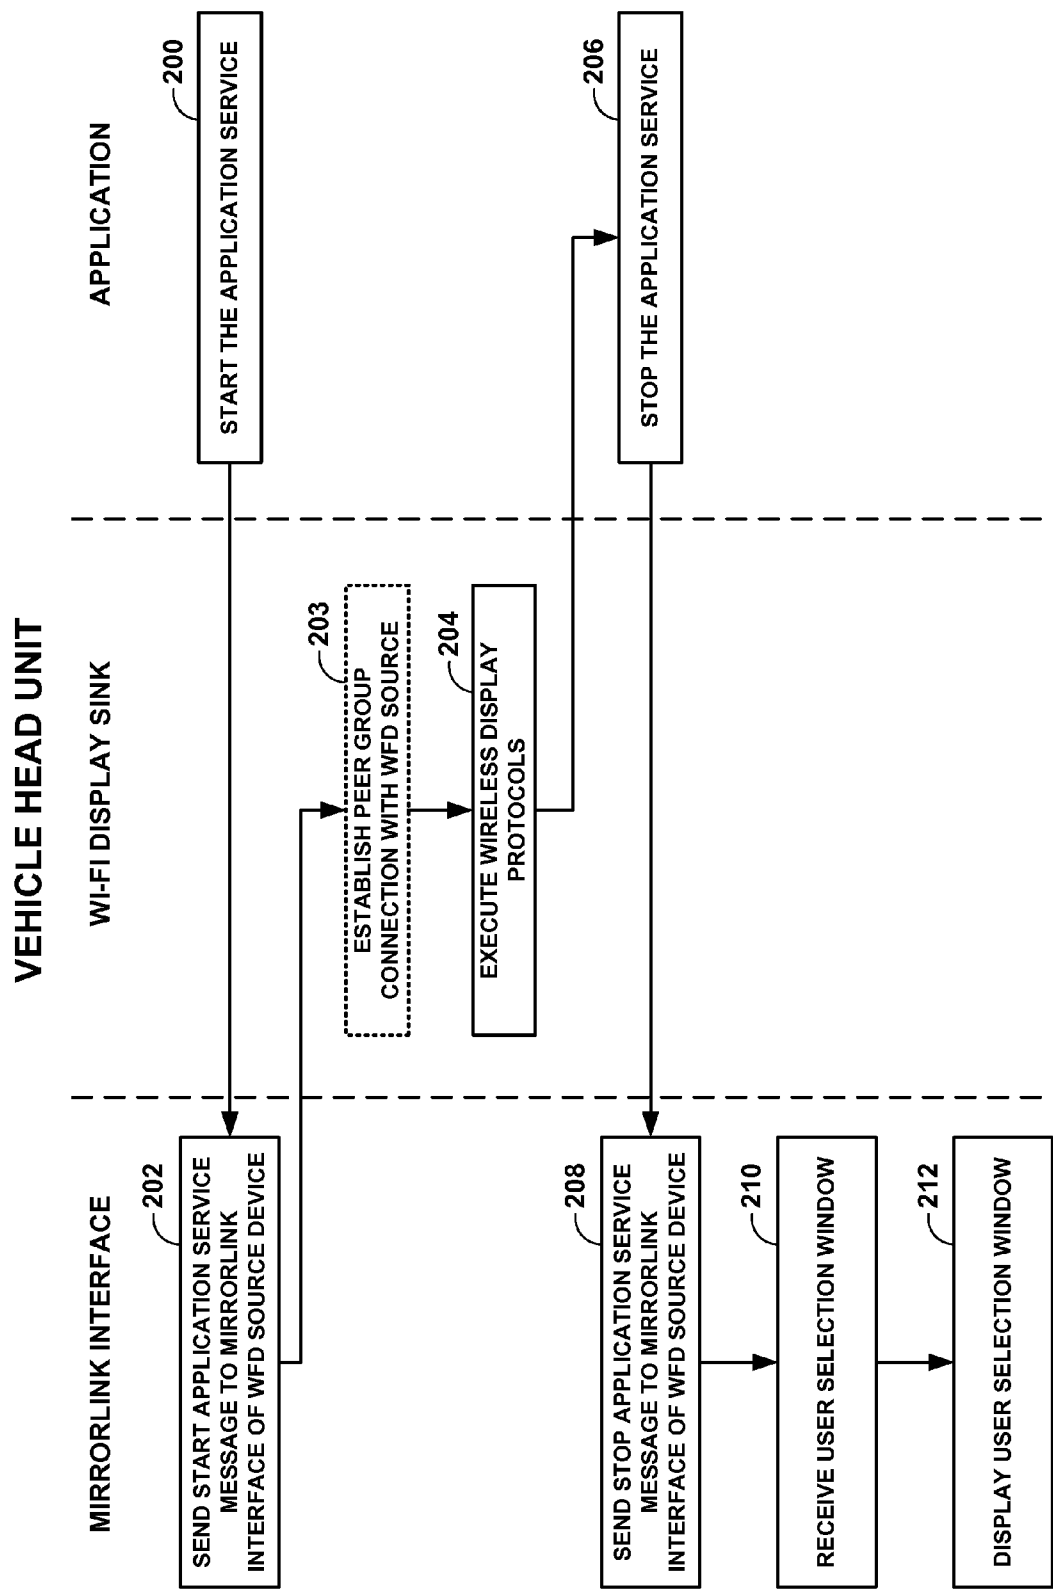 VEHICLE HEAD UNIT
MIRRORLINK INTERFACE
WI-FI DISPLAY SINK
APPLICATION
200
START THE APPLICATION SERVICE
202
SEND START APPLICATION SERVICE
MESSAGE TO MIRRORLINK
INTERFACE OF WFD SOURCE DEVICE
203
ESTABLISH PEER GROUP
CONNECTION WITH WFD SOURCE
204
EXECUTE WIRELESS DISPLAY
PROTOCOLS
206
STOP THE APPLICATION SERVICE
208
SEND STOP APPLICATION SERVICE
MESSAGE TO MIRRORLINK
INTERFACE OF WFD SOURCE DEVICE
210
RECEIVE USER SELECTION WINDOW
212
DISPLAY USER SELECTION WINDOW